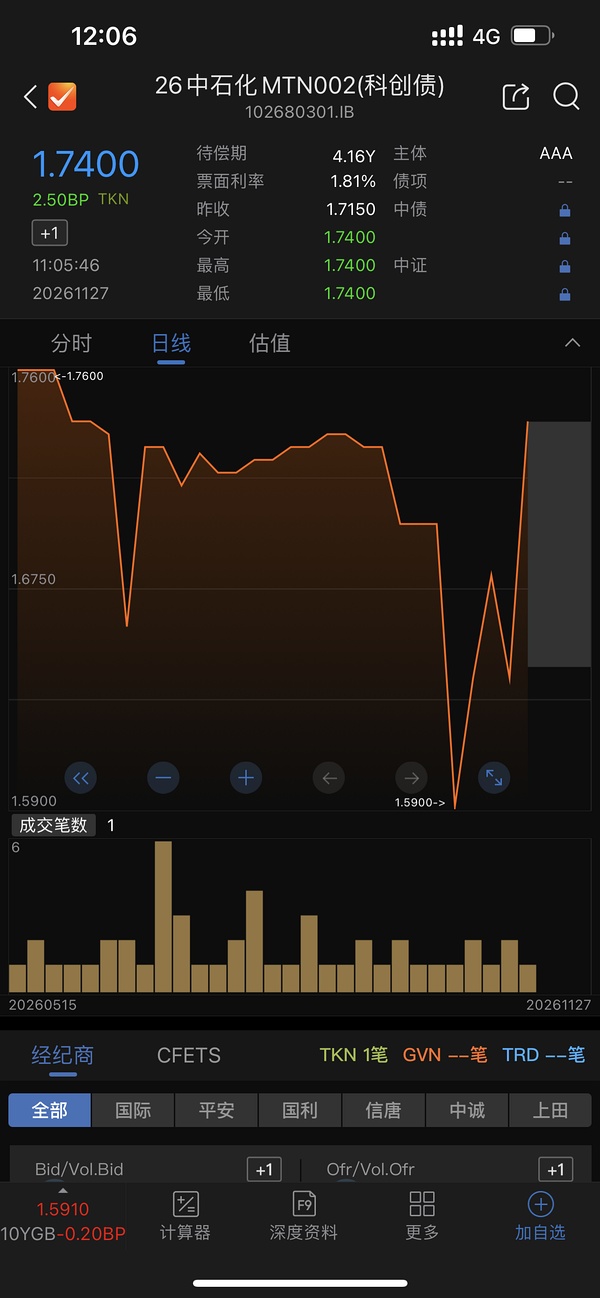 12:06
4G
26中石化MTN002(科创债)
102680301.IB
1.7400
2.50BP TKN
+1
11:05:46
20261127
待偿期 4.16Y 主体 AAA
票面利率 1.81% 债项 --
昨收 1.7150 中债
今开 1.7400
最高 1.7400 中证
最低 1.7400
分时 日线 估值
1.7600 <-1.7600
1.6750
1.5900 1.5900->
成交笔数 1
6
20260515 20261127
经纪商 CFETS TKN 1笔 GVN --笔 TRD --笔
全部 国际 平安 国利 信唐 中诚 上田
Bid/Vol.Bid +1 Ofr/Vol.Ofr +1
1.5910
10YGB-0.20BP
计算器
F9
深度资料
更多
加自选